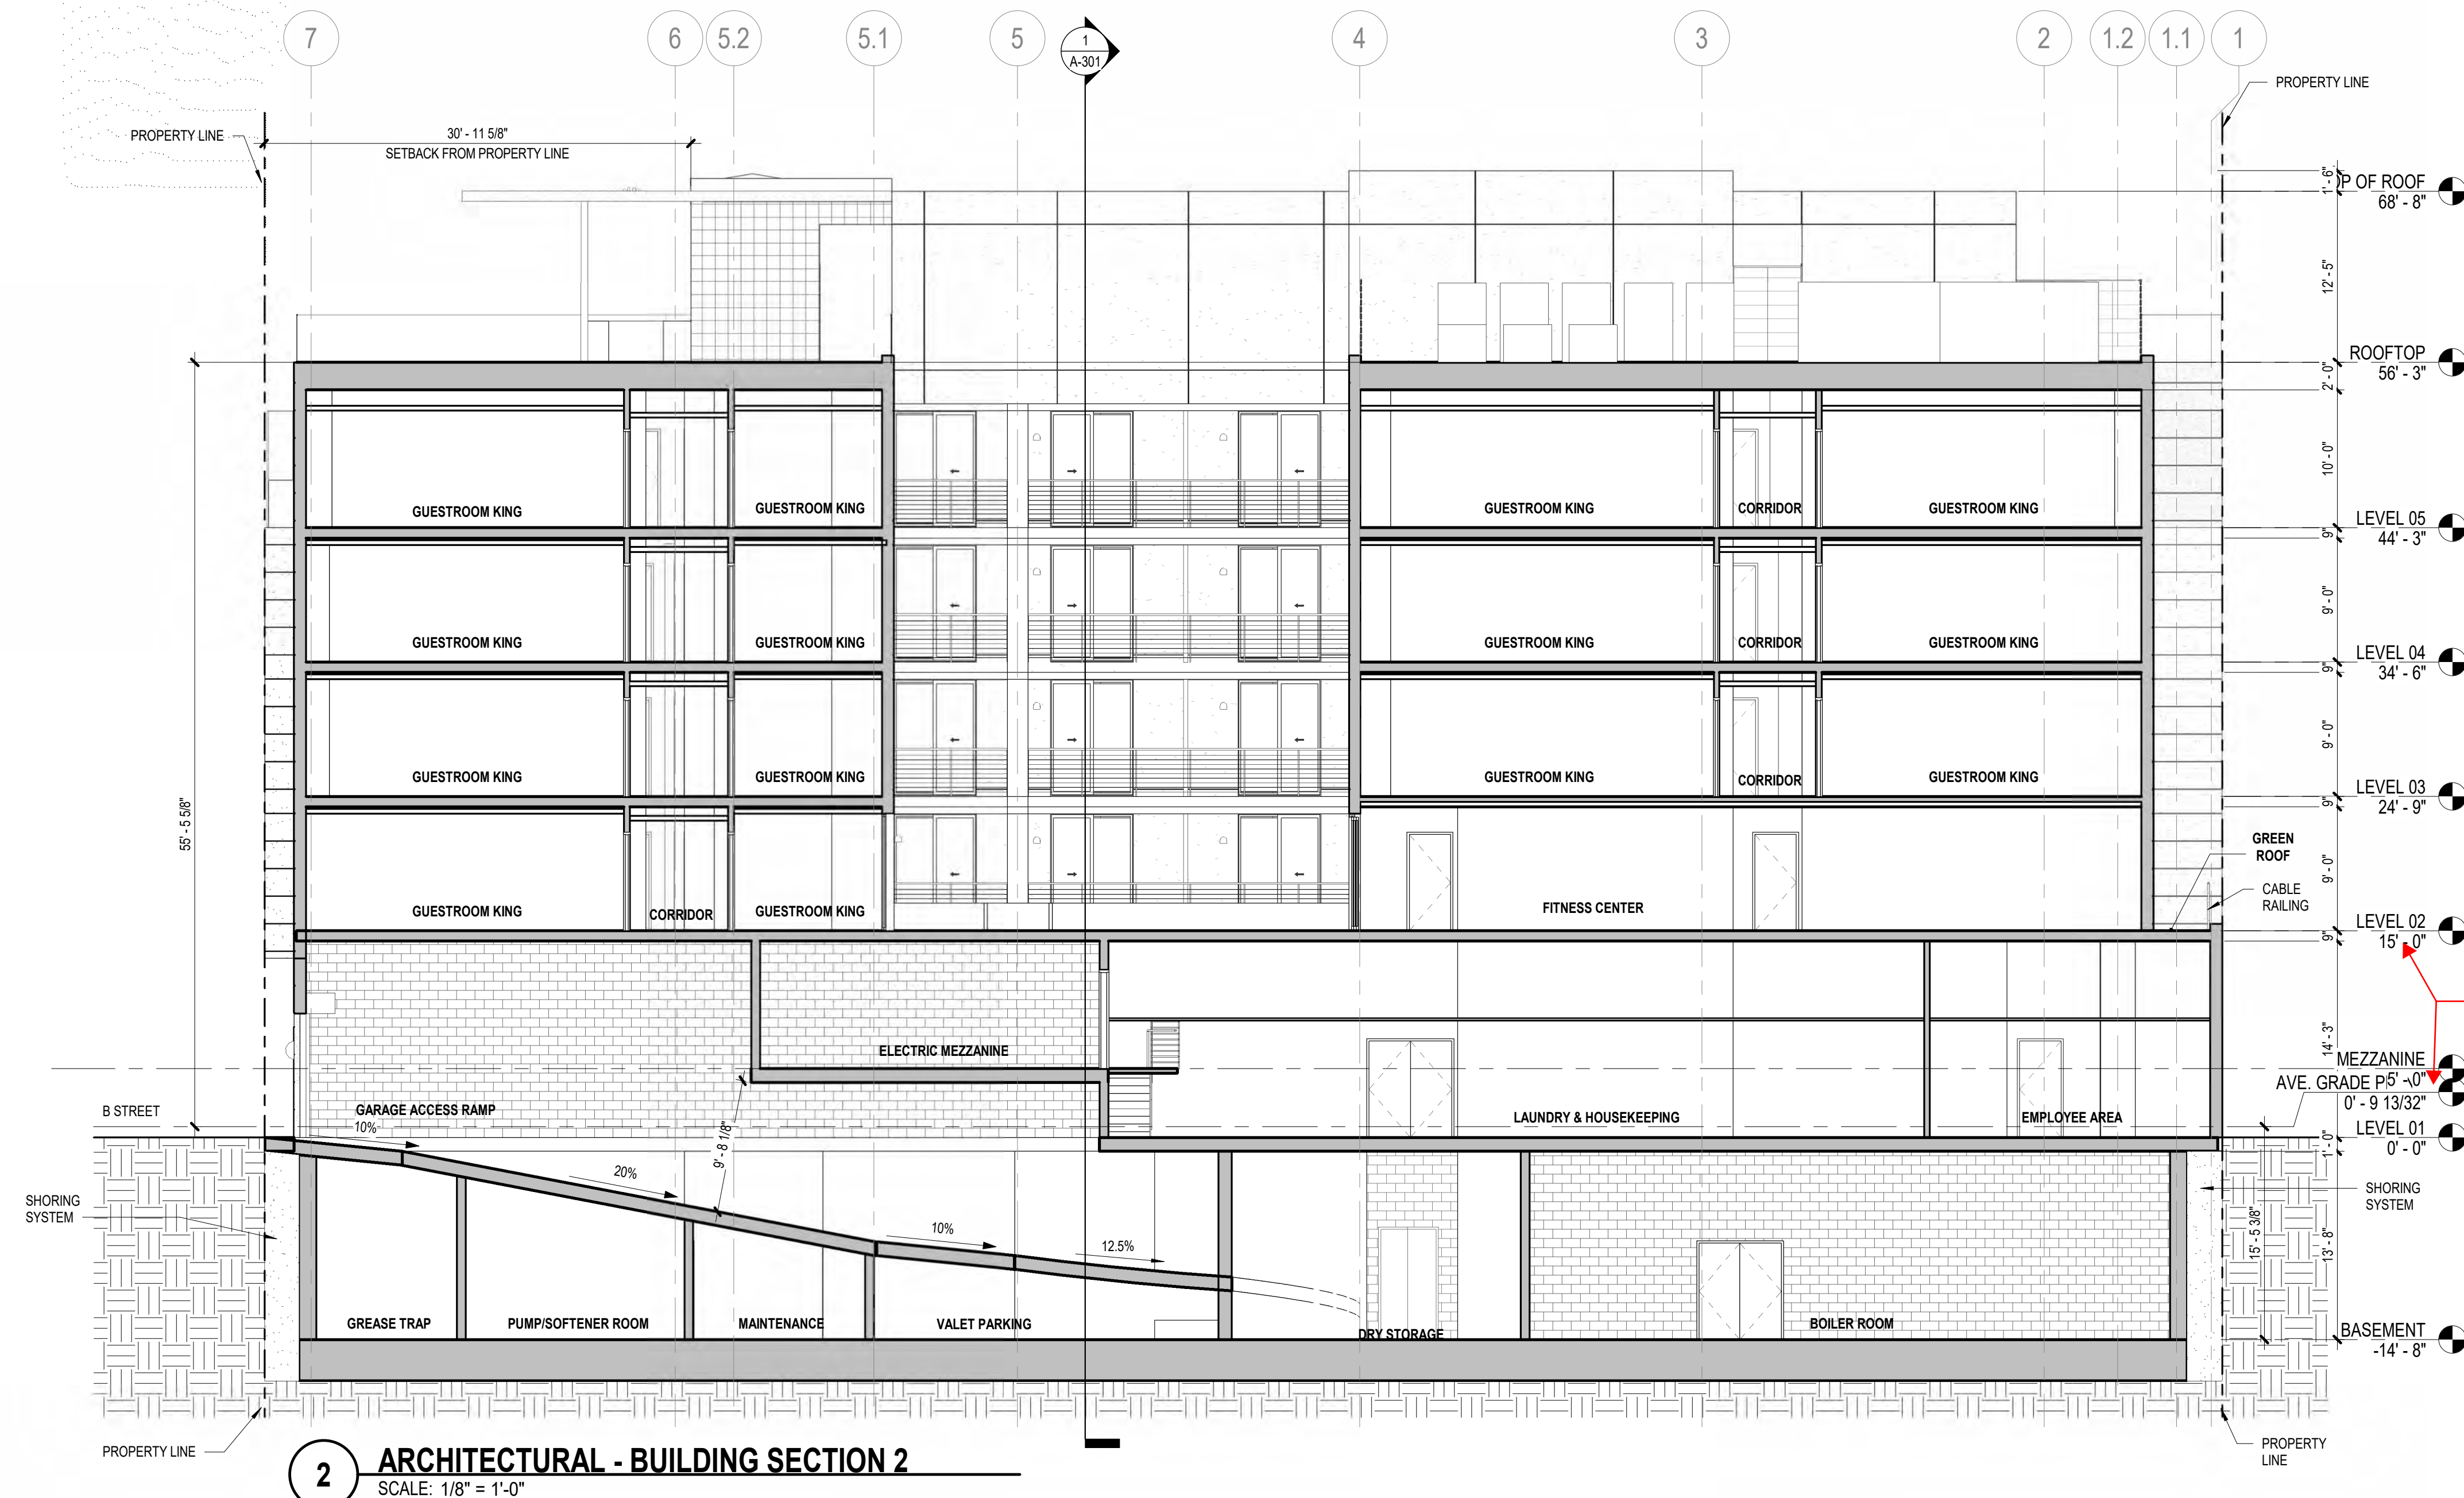 7
6
5.2
5.1
5
1
A-301
4
3
2
1.2
1.1
1
PROPERTY LINE
PROPERTY LINE
30' - 11 5/8"
SETBACK FROM PROPERTY LINE
1' - 6"
OP OF ROOF
68' - 8"
12' - 5"
ROOFTOP
56' - 3"
2' - 0"
10' - 0"
GUESTROOM KING
GUESTROOM KING
GUESTROOM KING
CORRIDOR
GUESTROOM KING
LEVEL 05
44' - 3"
9"
9' - 0"
GUESTROOM KING
GUESTROOM KING
GUESTROOM KING
CORRIDOR
GUESTROOM KING
LEVEL 04
34' - 6"
9"
9' - 0"
GUESTROOM KING
GUESTROOM KING
GUESTROOM KING
CORRIDOR
GUESTROOM KING
LEVEL 03
24' - 9"
9"
55' - 5 5/8"
GREEN
ROOF
9' - 0"
CABLE
RAILING
GUESTROOM KING
CORRIDOR
GUESTROOM KING
FITNESS CENTER
LEVEL 02
15' - 0"
9"
14' - 3"
ELECTRIC MEZZANINE
MEZZANINE
5' - 0"
AVE. GRADE P
0' - 9 13/32"
B STREET
GARAGE ACCESS RAMP
10%
9' - 8 1/8"
LAUNDRY & HOUSEKEEPING
EMPLOYEE AREA
LEVEL 01
0' - 0"
1' - 0"
20%
SHORING
SYSTEM
SHORING
SYSTEM
10%
12.5%
15' - 5 3/8"
13' - 8"
GREASE TRAP
PUMP/SOFTENER ROOM
MAINTENANCE
VALET PARKING
DRY STORAGE
BOILER ROOM
BASEMENT
-14' - 8"
PROPERTY LINE
PROPERTY
LINE
2
ARCHITECTURAL - BUILDING SECTION 2
SCALE: 1/8" = 1'-0"